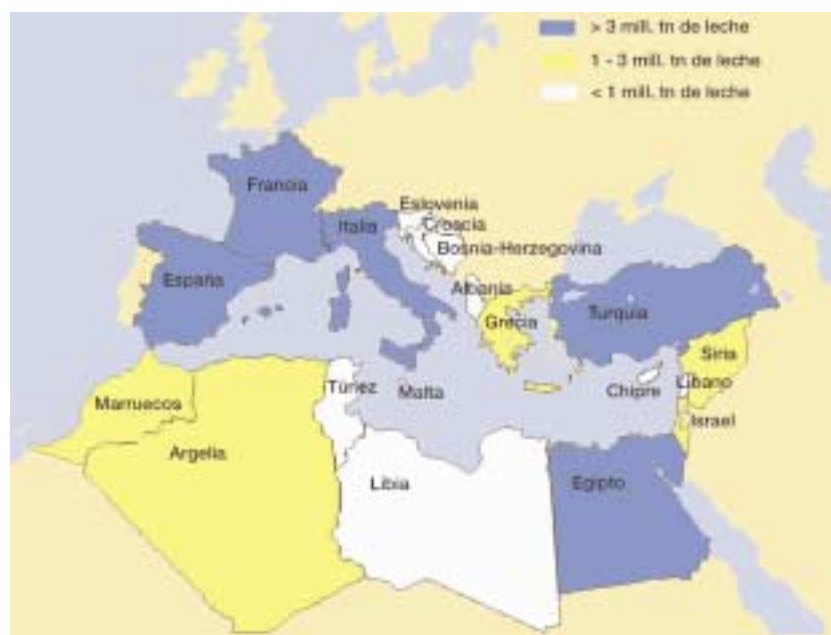 > 3 mill. tn de leche
1 - 3 mill. tn de leche
< 1 mill. tn de leche
Francia
Eslovenia
Italia
Croacia
Bosnia-Herzegovina
España
Albania
Grecia
Turquia
Siria
Marruecos
Túnez
Malta
Chipre
Líbano
Israel
Argelia
Libia
Egipto